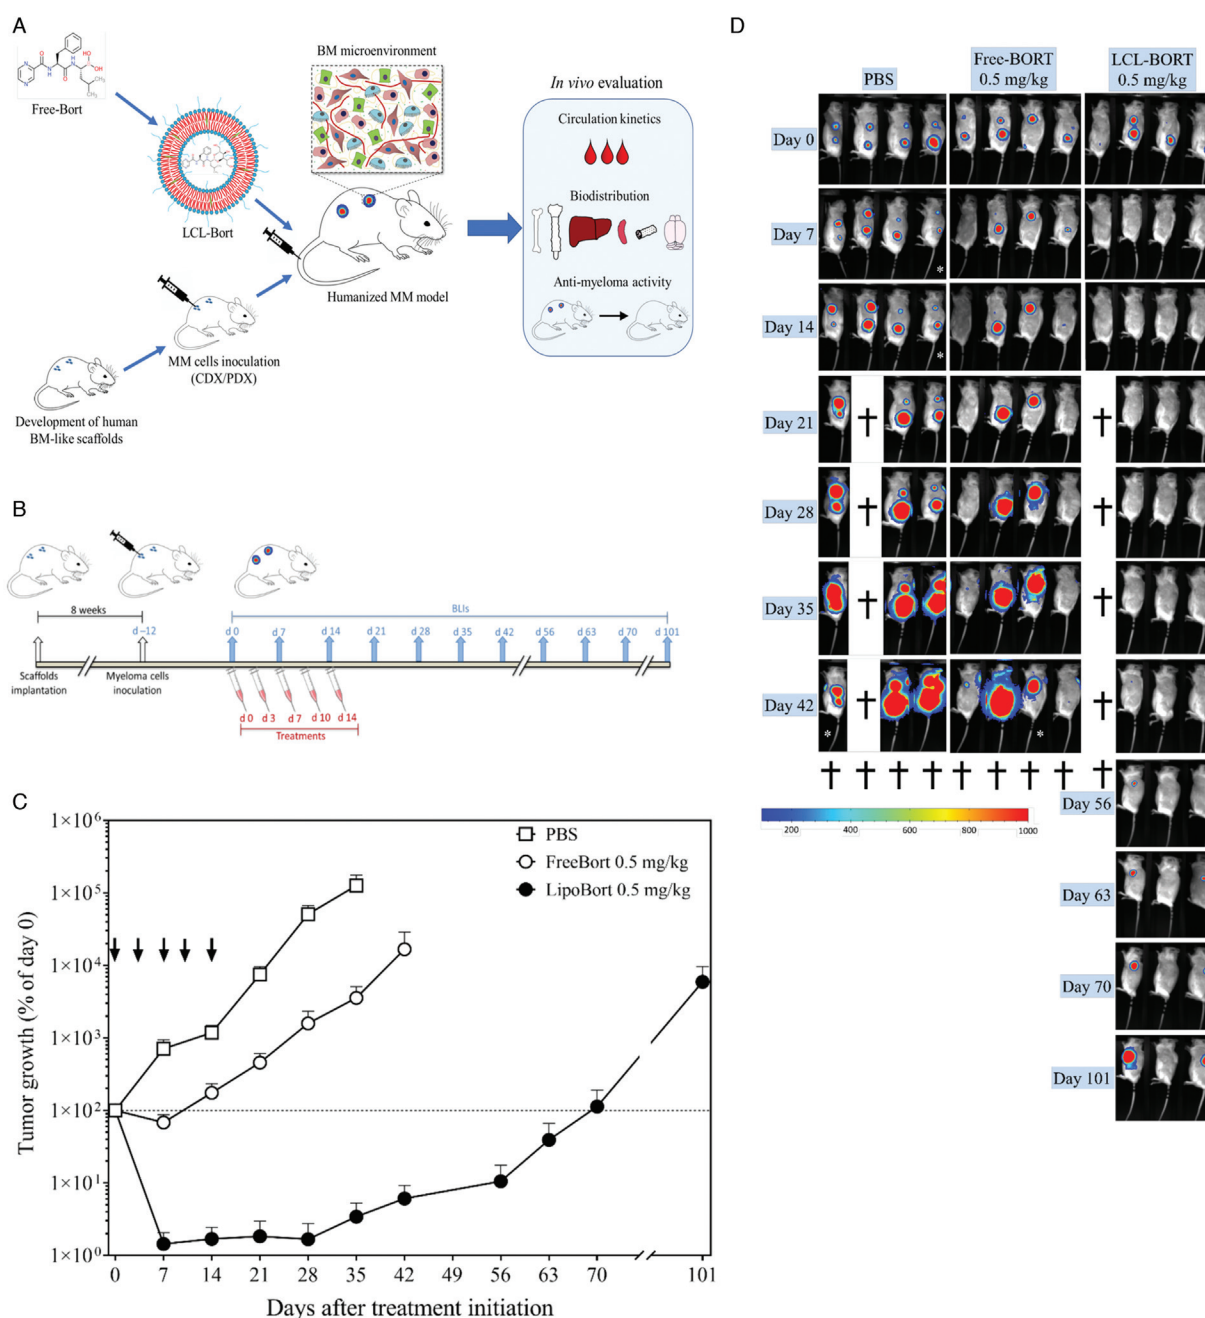 A
Free-Bort
LCL-Bort
BM microenvironment
Humanized MM model
MM cells inoculation
(CDX/PDX)
Development of human
BM-like scaffolds
In vivo evaluation
Circulation kinetics
Biodistribution
Anti-myeloma activity
B
8 weeks
BLIs
d –12
d 0
d 7
d 14
d 21
d 28
d 35
d 42
d 56
d 63
d 70
d 101
Scaffolds
implantation
Myeloma cells
inoculation
d 0
d 3
d 7
d 10
d 14
Treatments
C
Tumor growth (% of day 0)
1×10⁶
1×10⁵
1×10⁴
1×10³
1×10²
1×10¹
1×10⁰
PBS
FreeBort 0.5 mg/kg
LipoBort 0.5 mg/kg
0 7 14 21 28 35 42 49 56 63 70 101
Days after treatment initiation
D
PBS
Free-BORT
0.5 mg/kg
LCL-BORT
0.5 mg/kg
Day 0
Day 7
*
Day 14
*
Day 21
Day 28
Day 35
Day 42
* *
200 400 600 800 1000
Day 56
Day 63
Day 70
Day 101